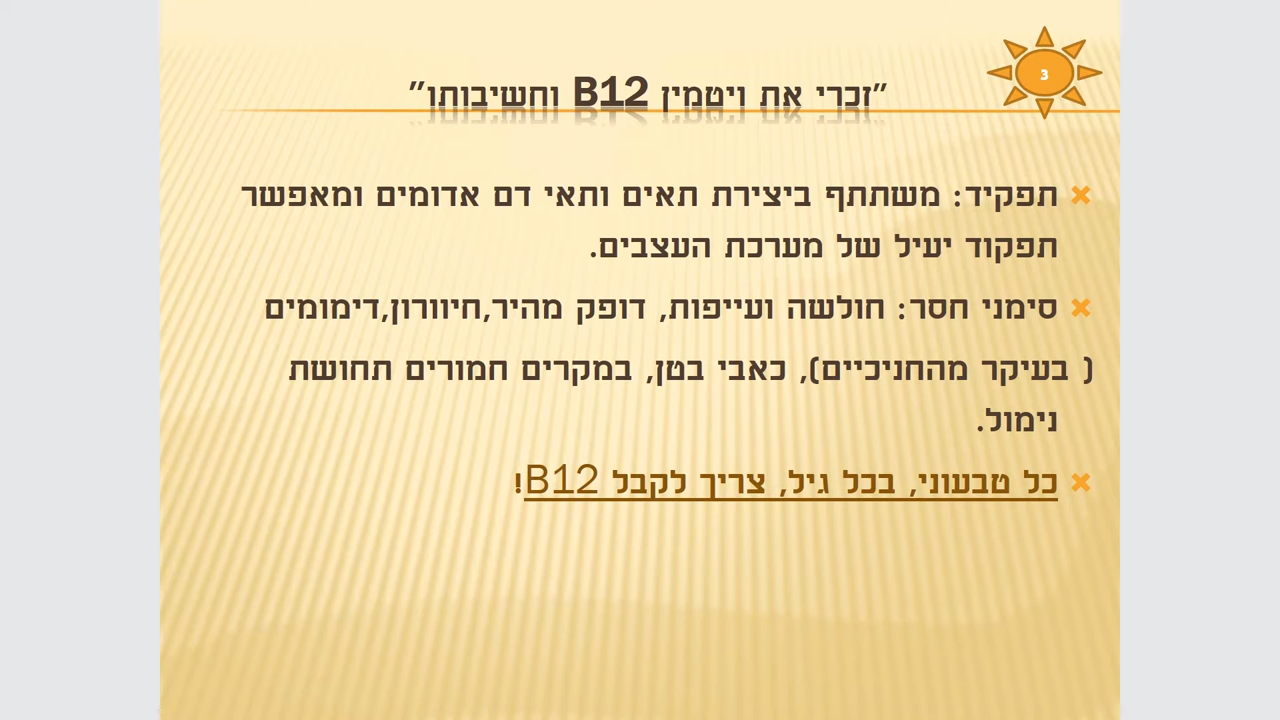 3
"זכרי את ויטמין B12 וחשיבותו"
תפקיד: משתתף ביצירת תאים ותאי דם אדומים ומאפשר
תפקוד יעיל של מערכת העצבים.
סימני חסר: חולשה ועייפות, דופק מהיר,חיוורון,דימומים
( בעיקר מהחניכיים), כאבי בטן, במקרים חמורים תחושת
נימול.
כל טבעוני, בכל גיל, צריך לקבל B12!